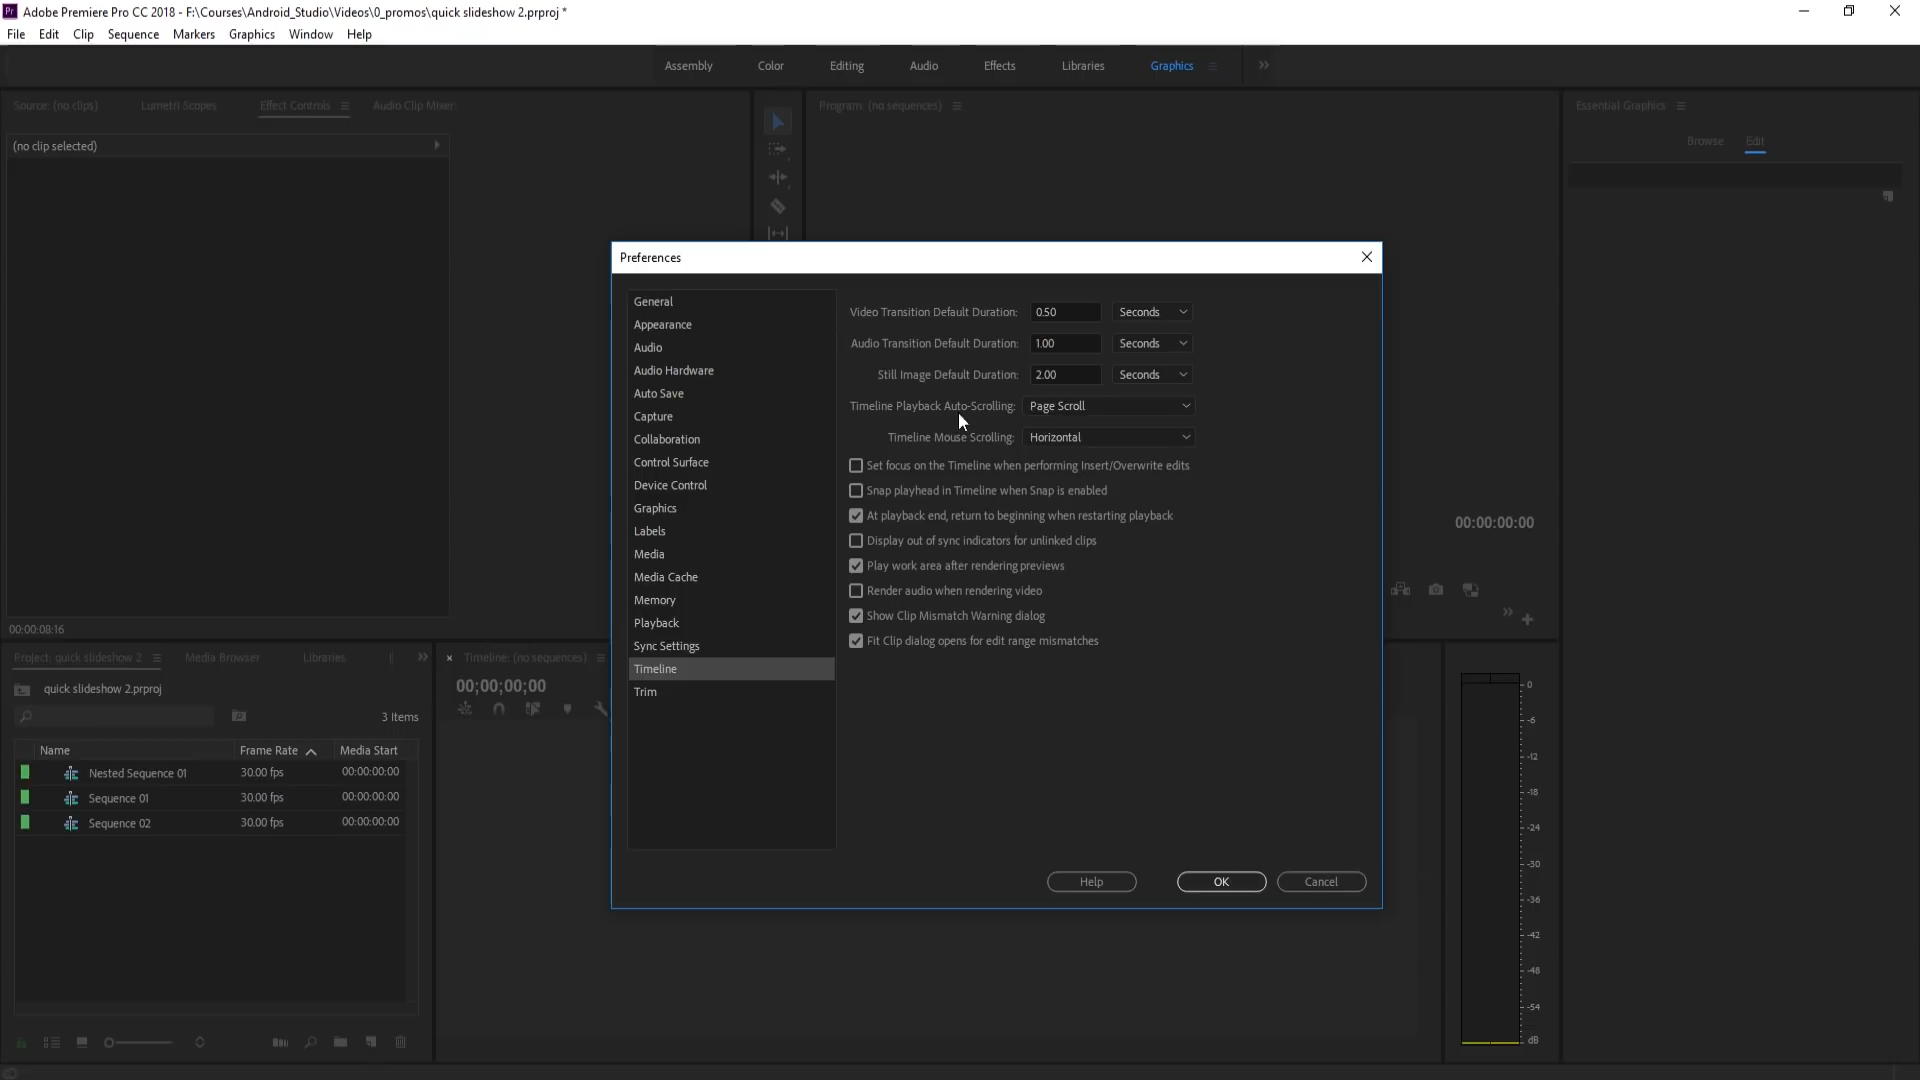 Adobe Premiere Pro CC 2018 - F:\Courses\Android_Studio\Videos\0_promos\quick slideshow 2.prproj *
File Edit Clip Sequence Markers Graphics Window Help
Assembly Color Editing Audio Effects Libraries Graphics
Source: (no clips) Lumetri Scopes Effect Controls Audio Clip Mixer:
Program: (no sequences)
Essential Graphics
Browse Edit
(no clip selected)
Preferences
General
Appearance
Audio
Audio Hardware
Auto Save
Capture
Collaboration
Control Surface
Device Control
Graphics
Labels
Media
Media Cache
Memory
Playback
Sync Settings
Timeline
Trim
Video Transition Default Duration: 0.50 Seconds
Audio Transition Default Duration: 1.00 Seconds
Still Image Default Duration: 2.00 Seconds
Timeline Playback Auto-Scrolling: Page Scroll
Timeline Mouse Scrolling: Horizontal
Set focus on the Timeline when performing Insert/Overwrite edits
Snap playhead in Timeline when Snap is enabled
At playback end, return to beginning when restarting playback
Display out of sync indicators for unlinked clips
Play work area after rendering previews
Render audio when rendering video
Show Clip Mismatch Warning dialog
Fit Clip dialog opens for edit range mismatches
Help OK Cancel
00:00:00:00
00:00:08:16
Project: quick slideshow 2 Media Browser Libraries
quick slideshow 2.prproj
3 Items
Name Frame Rate Media Start
Nested Sequence 01 30.00 fps 00:00:00:00
Sequence 01 30.00 fps 00:00:00:00
Sequence 02 30.00 fps 00:00:00:00
Timeline: (no sequences)
00;00;00;00
0
-6
-12
-18
-24
-30
-36
-42
-48
-54
dB